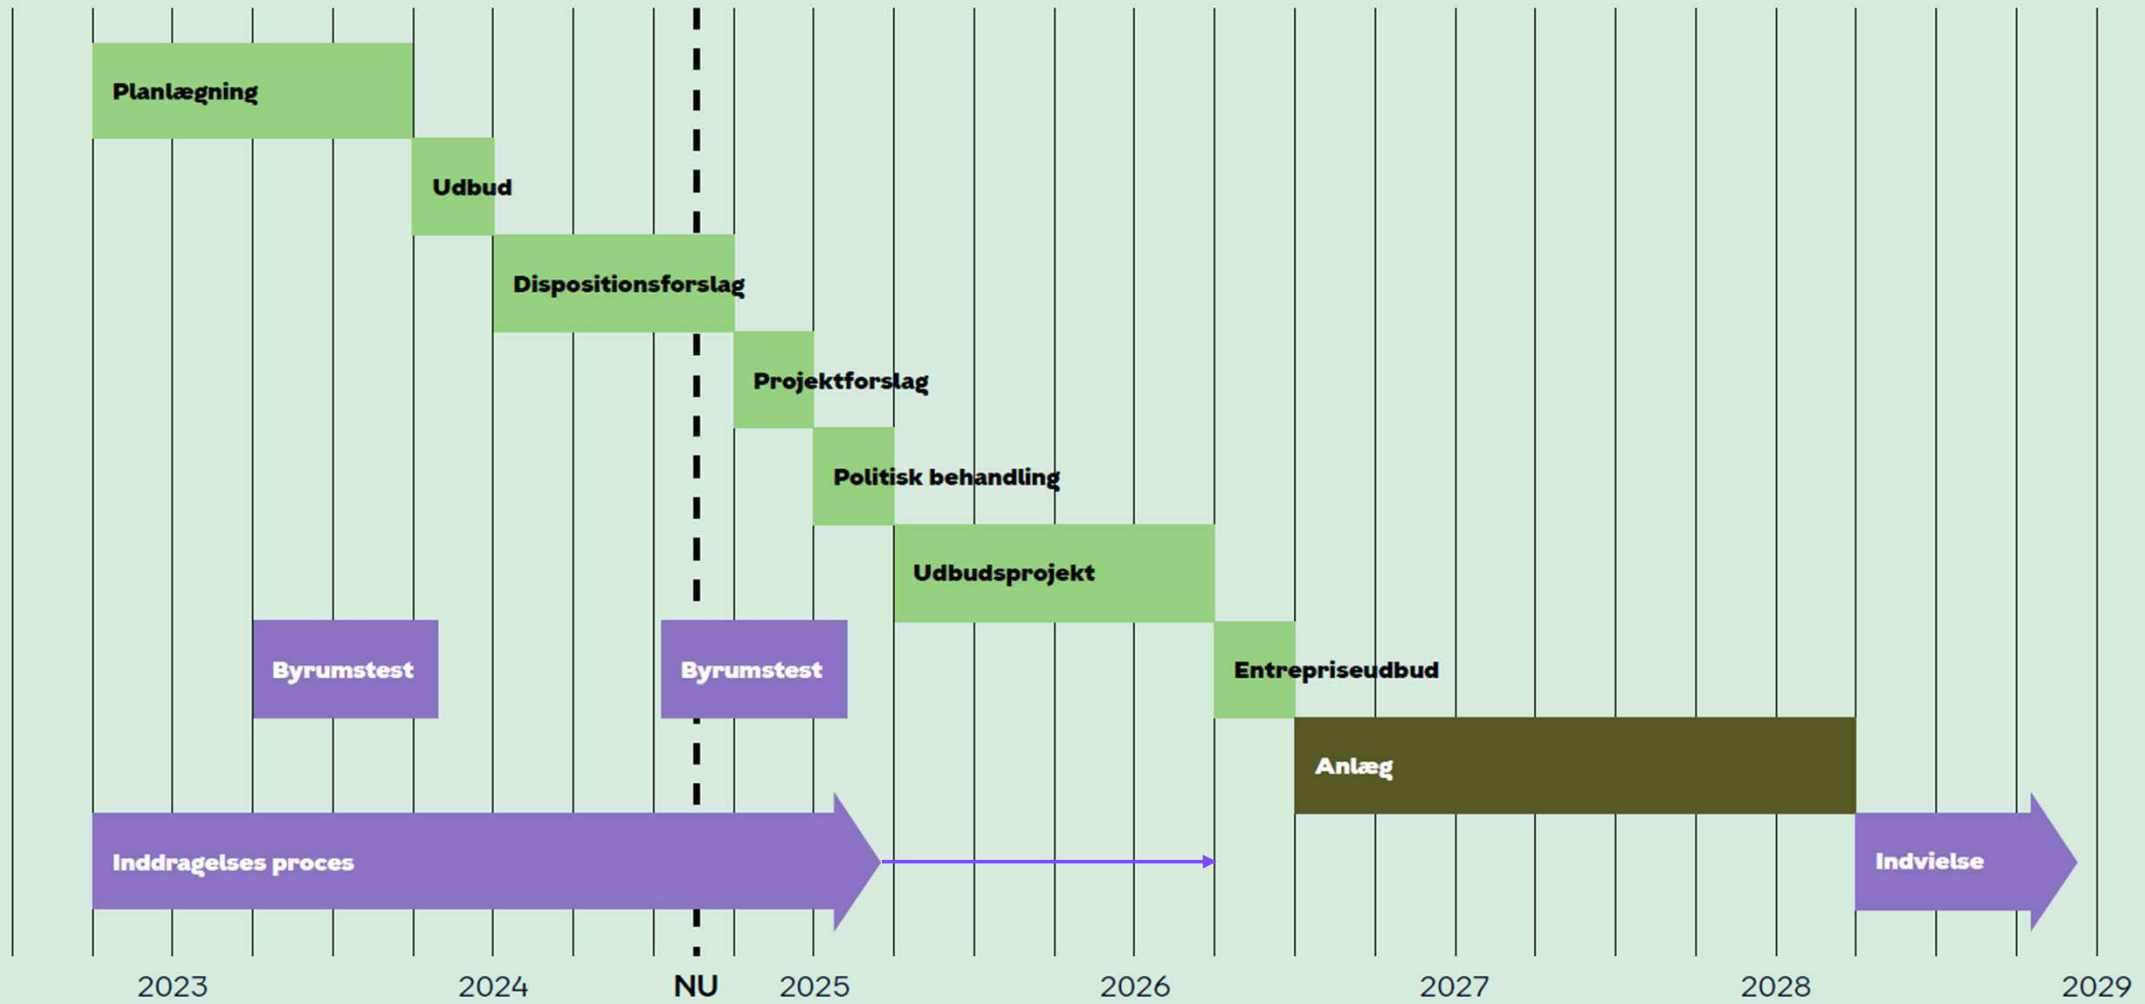 Planlægning
Udbud
Dispositionsforslag
Projektforslag
Politisk behandling
Udbudsprojekt
Byrumstest
Byrumstest
Entrepriseudbud
Anlæg
Inddragelses proces
Indvielse
2023
2024
NU
2025
2026
2027
2028
2029